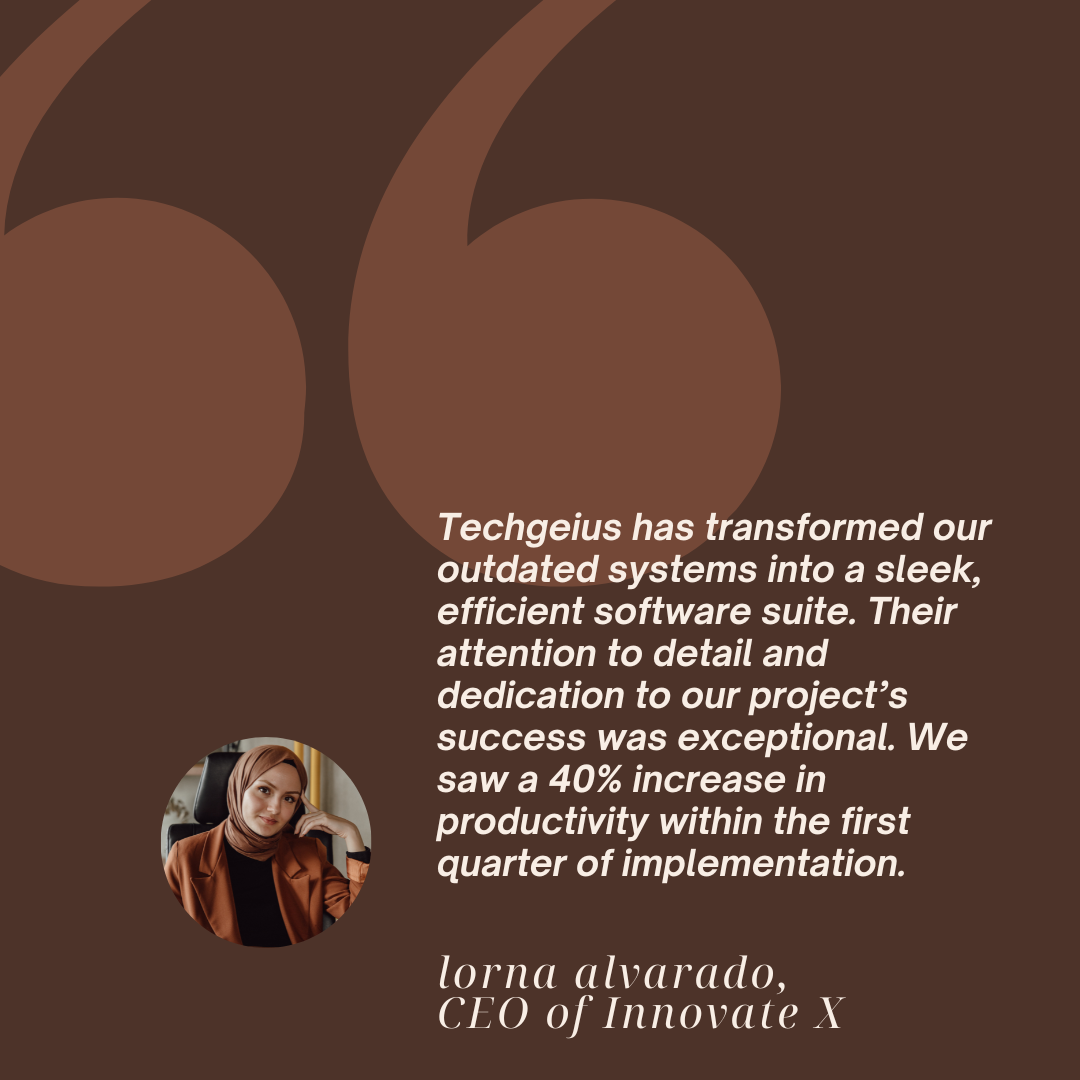 Techgeius has transformed our
outdated systems into a sleek,
efficient software suite. Their
attention to detail and
dedication to our project’s
success was exceptional. We
saw a 40% increase in
productivity within the first
quarter of implementation.
lorna alvarado,
CEO of Innovate X